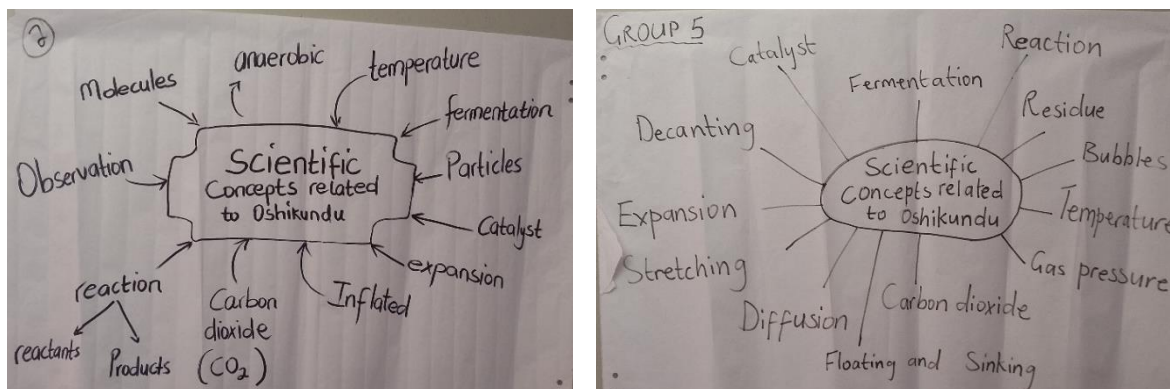 2
anaerobic
temperature
Molecules
fermentation
Observation
Scientific
Concepts related
to Oshikundu
Particles
Catalyst
expansion
reaction
Carbon
dioxide
(CO₂)
Inflated
reactants
Products
GROUP 5
Catalyst
Reaction
Fermentation
Residue
Decanting
Bubbles
Scientific
Concepts related
to Oshikundu
Expansion
Temperature
Stretching
Gas pressure
Diffusion
Carbon dioxide
Floating and Sinking